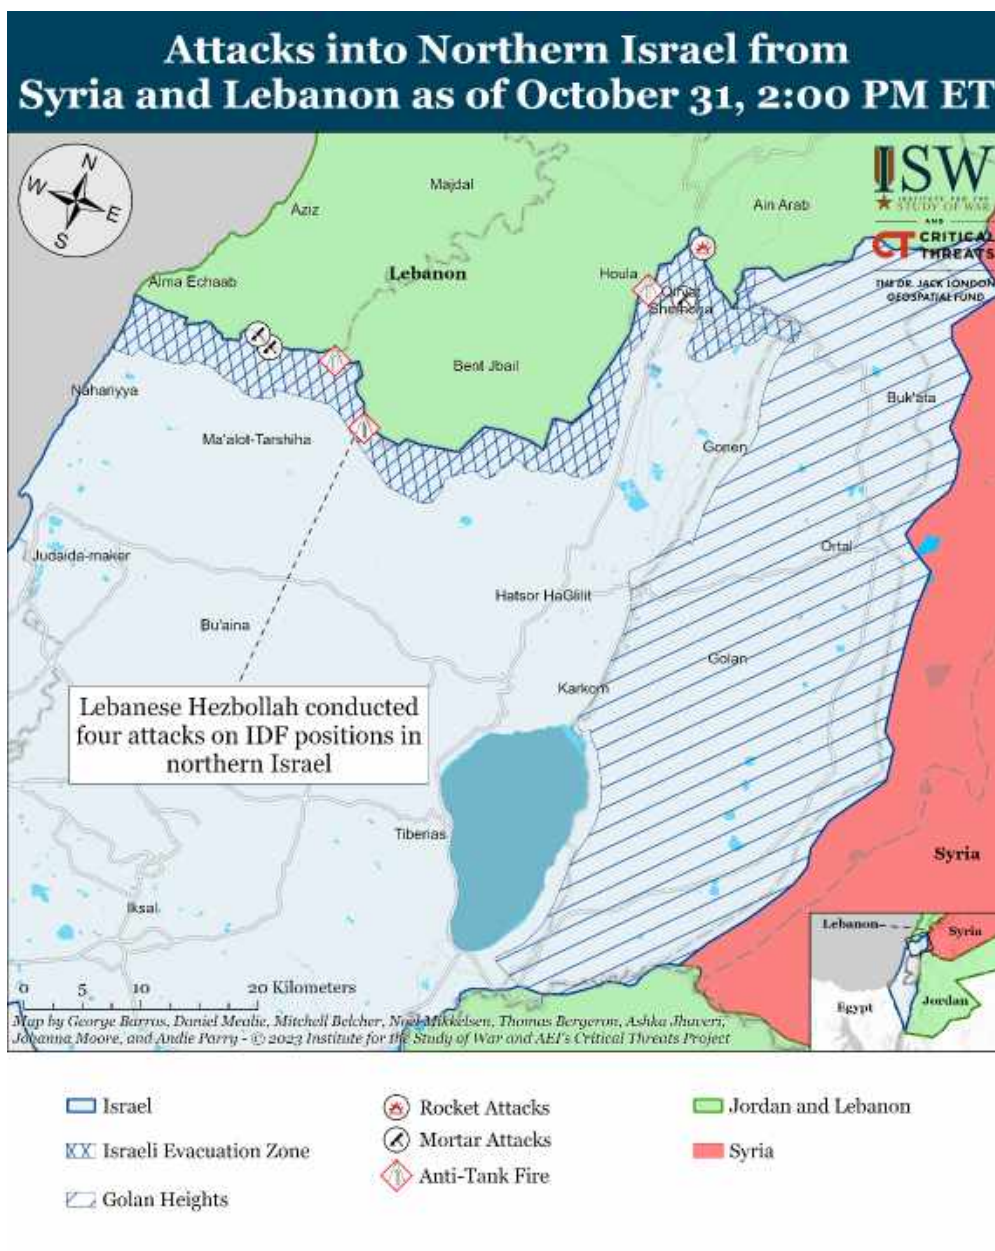 Attacks into Northern Israel from
Syria and Lebanon as of October 31, 2:00 PM ET
N
W
E
S
Majdal
Aziz
Ain Arab
ISW
INSTITUTE FOR THE
STUDY OF WAR
AND
CT CRITICAL
THREATS
THE DR. JACK LONDON
GEOSPATIAL FUND
Lebanon
Houla
Alma Echaab
Qiryat
Shemona
Bent Jbail
Nahariyya
Buk'ata
Ma'alot-Tarshiha
Gonen
Judaida-maker
Ortal
Hatsor HaGlilit
Bu'aina
Golan
Karkom
Lebanese Hezbollah conducted
four attacks on IDF positions in
northern Israel
Tiberias
Syria
Iksal
Lebanon
Syria
Egypt
Jordan
0 5 10 20 Kilometers
Map by George Barros, Daniel Mealie, Mitchell Belcher, Noel Mikkelsen, Thomas Bergeron, Ashka Jhaveri,
Johanna Moore, and Andie Parry - © 2023 Institute for the Study of War and AEI's Critical Threats Project
Israel
Israeli Evacuation Zone
Golan Heights
Rocket Attacks
Mortar Attacks
Anti-Tank Fire
Jordan and Lebanon
Syria